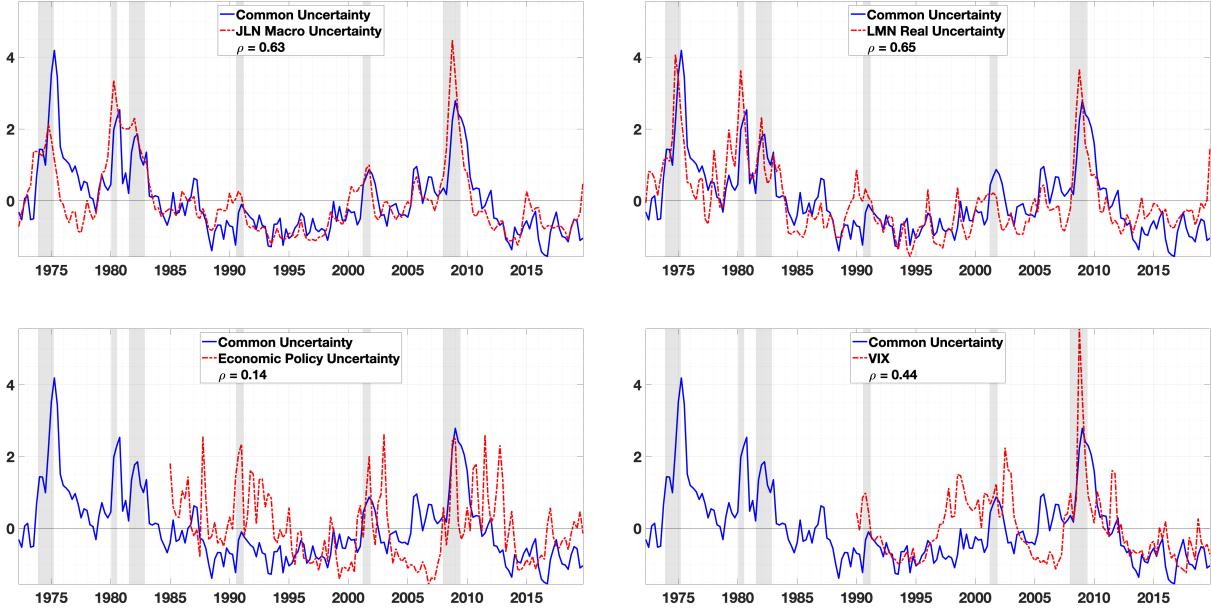 Common Uncertainty
JLN Macro Uncertainty
ρ = 0.63
4
2
0
1975 1980 1985 1990 1995 2000 2005 2010 2015
Common Uncertainty
LMN Real Uncertainty
ρ = 0.65
4
2
0
1975 1980 1985 1990 1995 2000 2005 2010 2015
Common Uncertainty
Economic Policy Uncertainty
ρ = 0.14
4
2
0
1975 1980 1985 1990 1995 2000 2005 2010 2015
Common Uncertainty
VIX
ρ = 0.44
4
2
0
1975 1980 1985 1990 1995 2000 2005 2010 2015